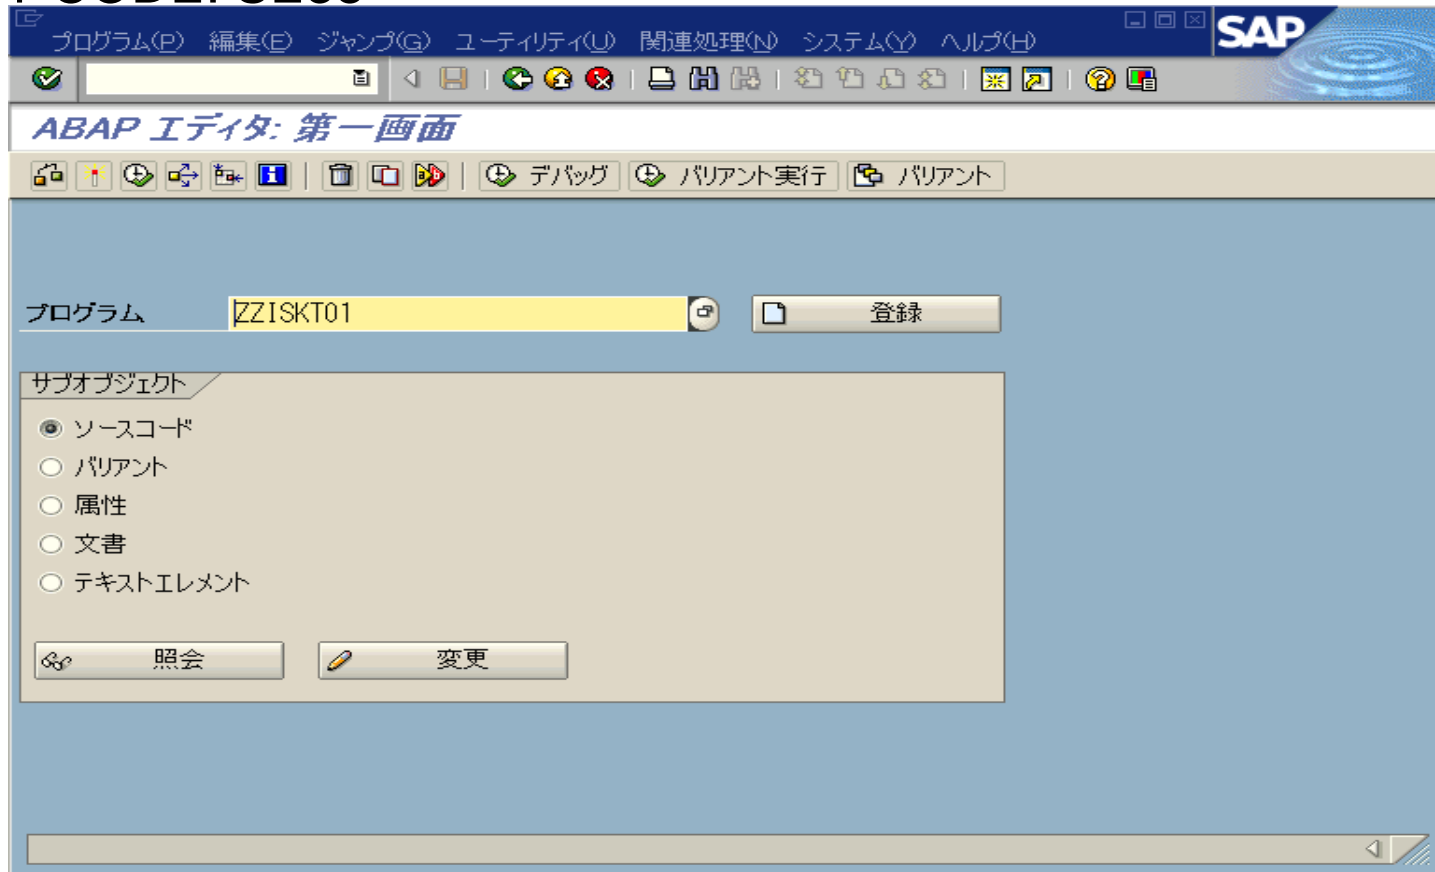 プログラム(P) 編集(E) ジャンプ(G) ユーティリティ(U) 関連処理(N) システム(Y) ヘルプ(H)
SAP
ABAP エディタ: 第一画面
デバッグ バリアント実行 バリアント
プログラム ZZISKT01 登録
サブオブジェクト
ソースコード
バリアント
属性
文書
テキストエレメント
照会 変更